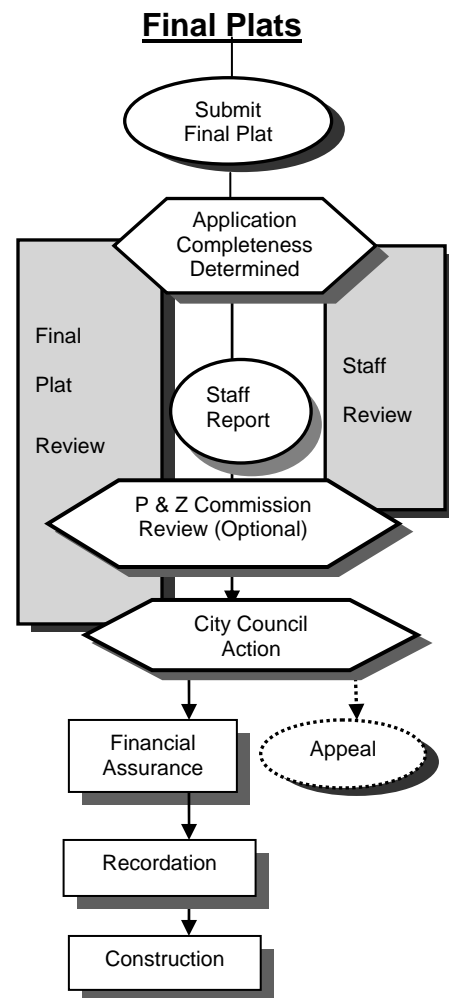 Final Plats
Submit
Final Plat
Application
Completeness
Determined
Final
Plat
Review
Staff
Review
Staff
Report
P & Z Commission
Review (Optional)
City Council
Action
Financial
Assurance
Appeal
Recordation
Construction